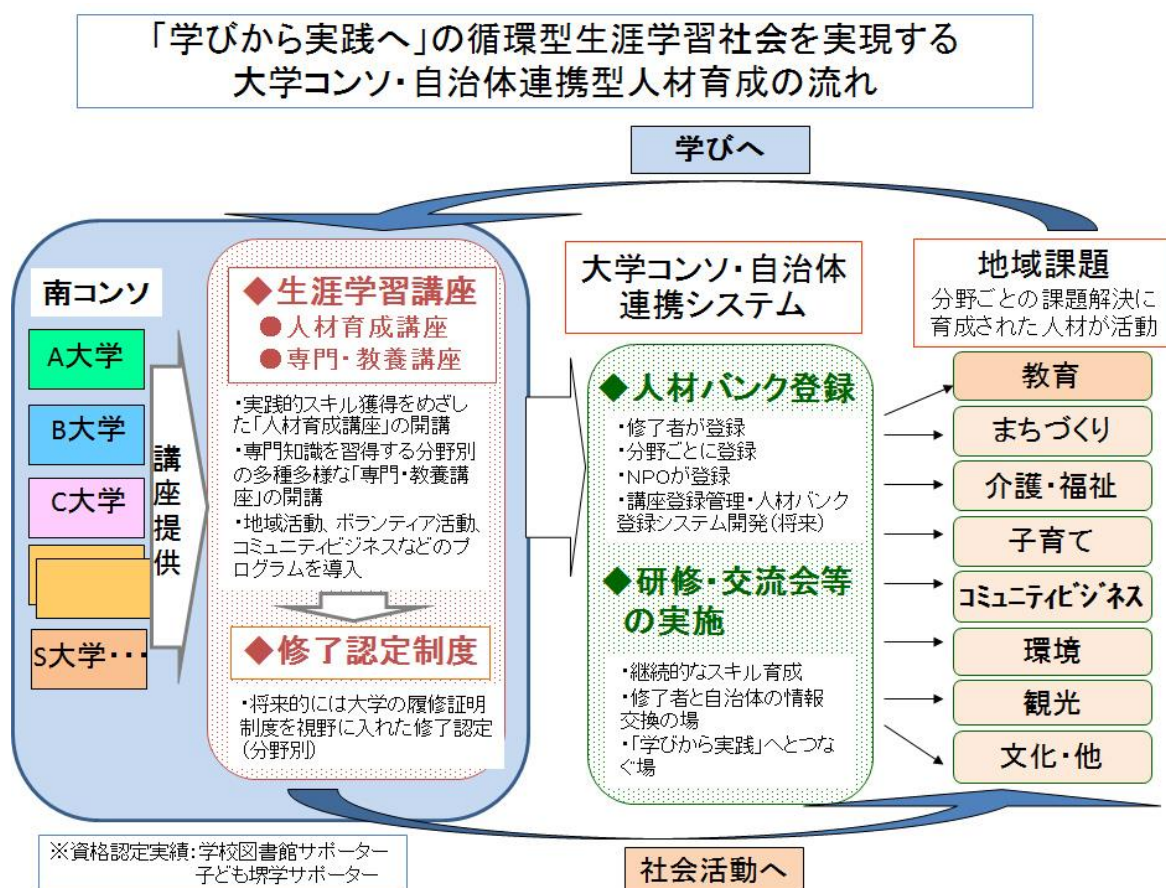 「学びから実践へ」の循環型生涯学習社会を実現する
大学コンソ・自治体連携型人材育成の流れ
学びへ
南コンソ
A大学
B大学
C大学
S大学・・・
講座提供
◆生涯学習講座
●人材育成講座
●専門・教養講座
・実践的スキル獲得をめざし
た「人材育成講座」の開講
・専門知識を習得する分野別
の多種多様な「専門・教養講
座」の開講
・地域活動、ボランティア活動、
コミュニティビジネスなどのプ
ログラムを導入
◆修了認定制度
・将来的には大学の履修証明
制度を視野に入れた修了認定
(分野別)
大学コンソ・自治体
連携システム
◆人材バンク登録
・修了者が登録
・分野ごとに登録
・NPOが登録
・講座登録管理・人材バンク
登録システム開発(将来)
◆研修・交流会等
の実施
・継続的なスキル育成
・修了者と自治体の情報
交換の場
・「学びから実践」へとつな
ぐ場
地域課題
分野ごとの課題解決に
育成された人材が活動
教育
まちづくり
介護・福祉
子育て
コミュニティビジネス
環境
観光
文化・他
※資格認定実績:学校図書館サポーター
子ども堺学サポーター
社会活動へ